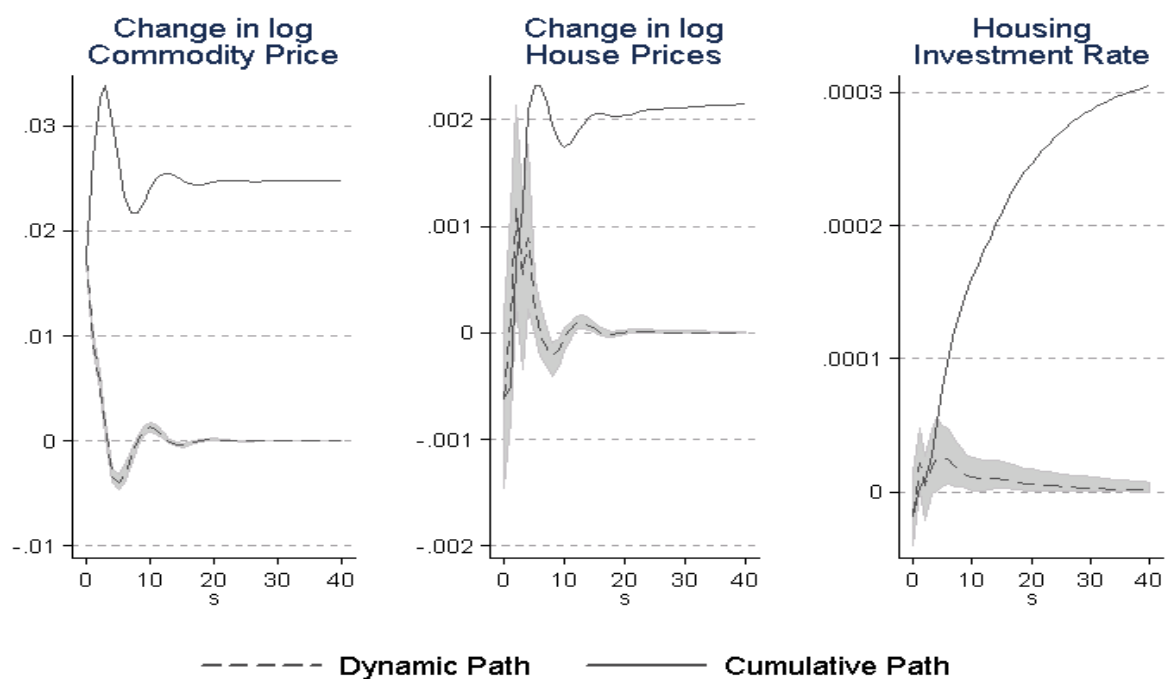 Change in log
Commodity Price
.03
.02
.01
0
-.01
0 10 20 30 40
s
Change in log
House Prices
.002
.001
0
-.001
-.002
0 10 20 30 40
s
Housing
Investment Rate
.0003
.0002
.0001
0
0 10 20 30 40
s
Dynamic Path Cumulative Path